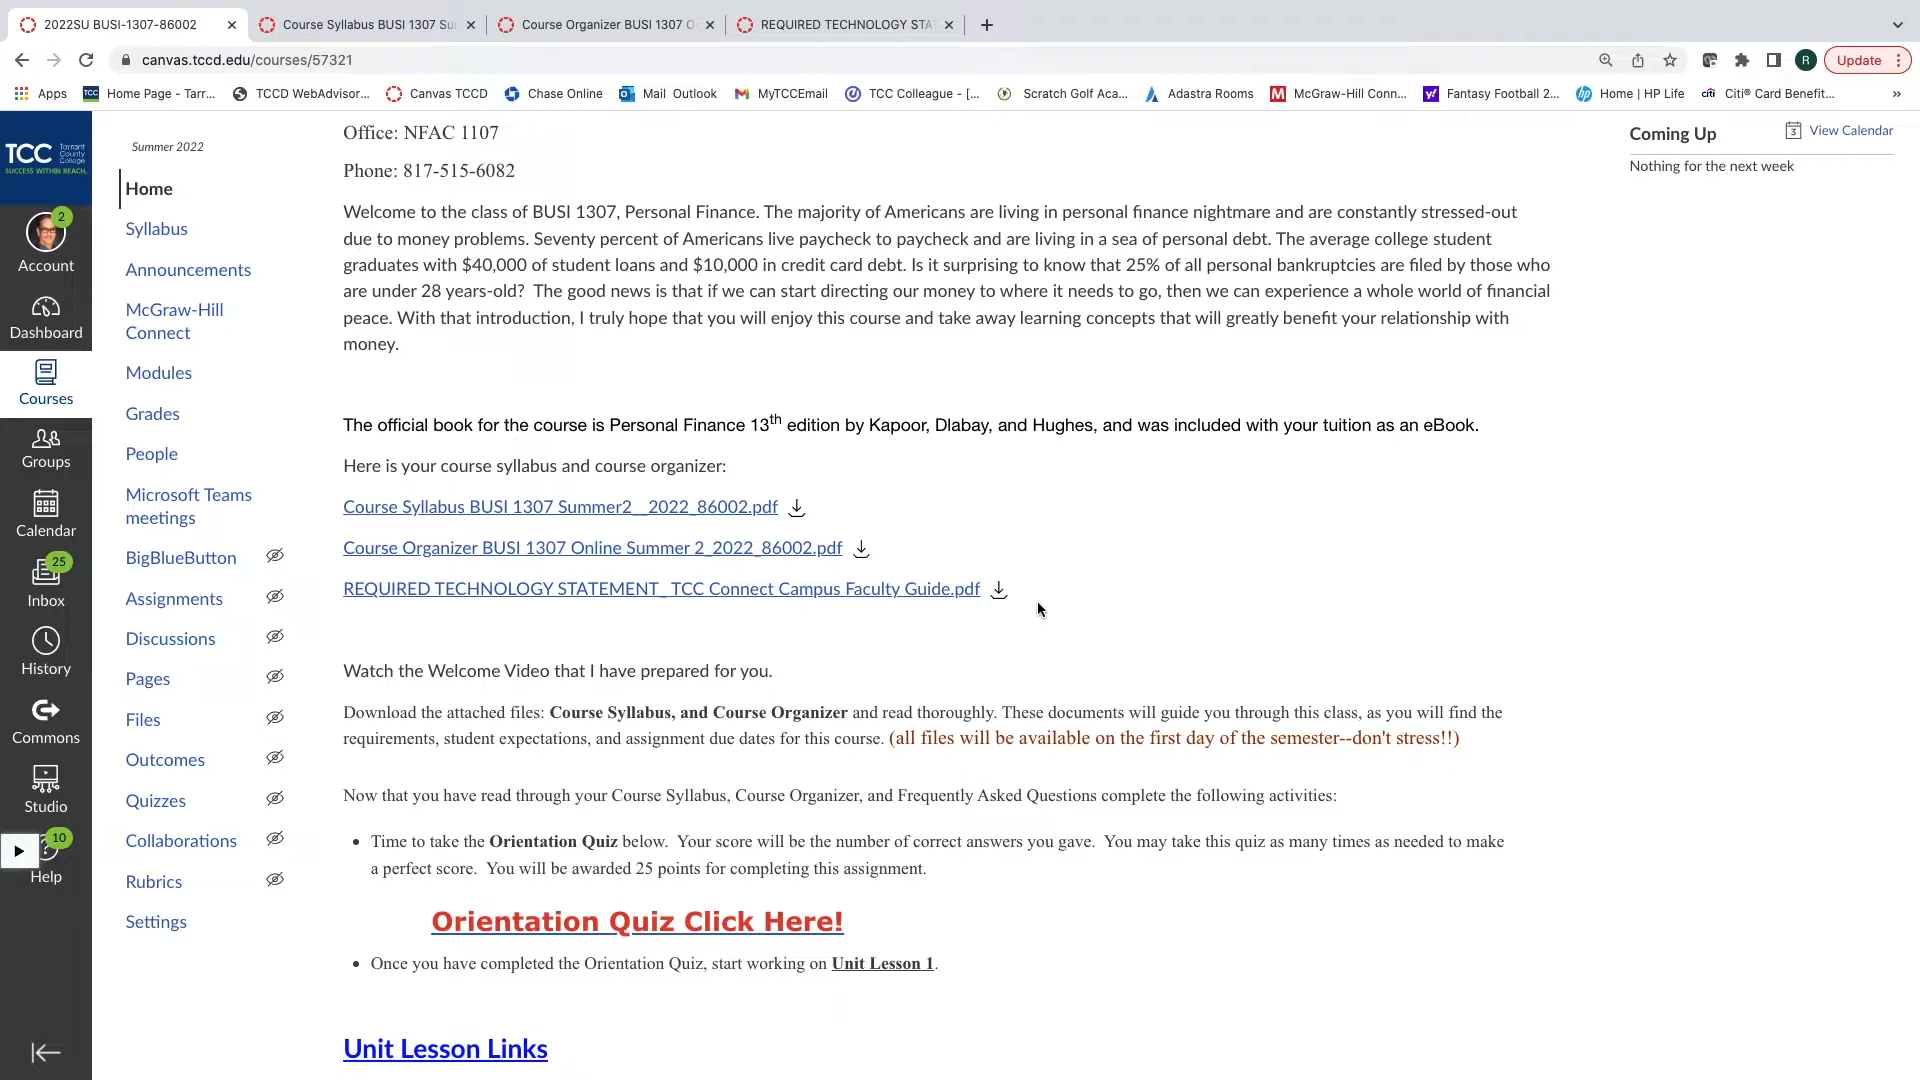 2022SU BUSI-1307-86002
Course Syllabus BUSI 1307 Su
Course Organizer BUSI 1307 O
REQUIRED TECHNOLOGY STA
canvas.tccd.edu/courses/57321
R
Update
Apps
Home Page - Tarr...
TCCD WebAdvisor...
Canvas TCCD
Chase Online
Mail Outlook
MyTCCEmail
TCC Colleague - [...
Scratch Golf Aca...
Adastra Rooms
McGraw-Hill Conn...
Fantasy Football 2...
Home | HP Life
Citi® Card Benefit...
»
TCC Tarrant County College
SUCCESS WITHIN REACH.
2
Account
Dashboard
Courses
Groups
Calendar
25
Inbox
History
Commons
Studio
10
Help
Summer 2022
Home
Syllabus
Announcements
McGraw-Hill
Connect
Modules
Grades
People
Microsoft Teams
meetings
BigBlueButton
Assignments
Discussions
Pages
Files
Outcomes
Quizzes
Collaborations
Rubrics
Settings
Office: NFAC 1107
Phone: 817-515-6082
Welcome to the class of BUSI 1307, Personal Finance. The majority of Americans are living in personal finance nightmare and are constantly stressed-out
due to money problems. Seventy percent of Americans live paycheck to paycheck and are living in a sea of personal debt. The average college student
graduates with $40,000 of student loans and $10,000 in credit card debt. Is it surprising to know that 25% of all personal bankruptcies are filed by those who
are under 28 years-old? The good news is that if we can start directing our money to where it needs to go, then we can experience a whole world of financial
peace. With that introduction, I truly hope that you will enjoy this course and take away learning concepts that will greatly benefit your relationship with
money.
The official book for the course is Personal Finance 13th edition by Kapoor, Dlabay, and Hughes, and was included with your tuition as an eBook.
Here is your course syllabus and course organizer:
Course Syllabus BUSI 1307 Summer2__2022_86002.pdf
Course Organizer BUSI 1307 Online Summer 2_2022_86002.pdf
REQUIRED TECHNOLOGY STATEMENT_ TCC Connect Campus Faculty Guide.pdf
Watch the Welcome Video that I have prepared for you.
Download the attached files: Course Syllabus, and Course Organizer and read thoroughly. These documents will guide you through this class, as you will find the
requirements, student expectations, and assignment due dates for this course. (all files will be available on the first day of the semester--don't stress!!)
Now that you have read through your Course Syllabus, Course Organizer, and Frequently Asked Questions complete the following activities:
• Time to take the Orientation Quiz below. Your score will be the number of correct answers you gave. You may take this quiz as many times as needed to make
a perfect score. You will be awarded 25 points for completing this assignment.
Orientation Quiz Click Here!
• Once you have completed the Orientation Quiz, start working on Unit Lesson 1.
Unit Lesson Links
Coming Up
3 View Calendar
Nothing for the next week